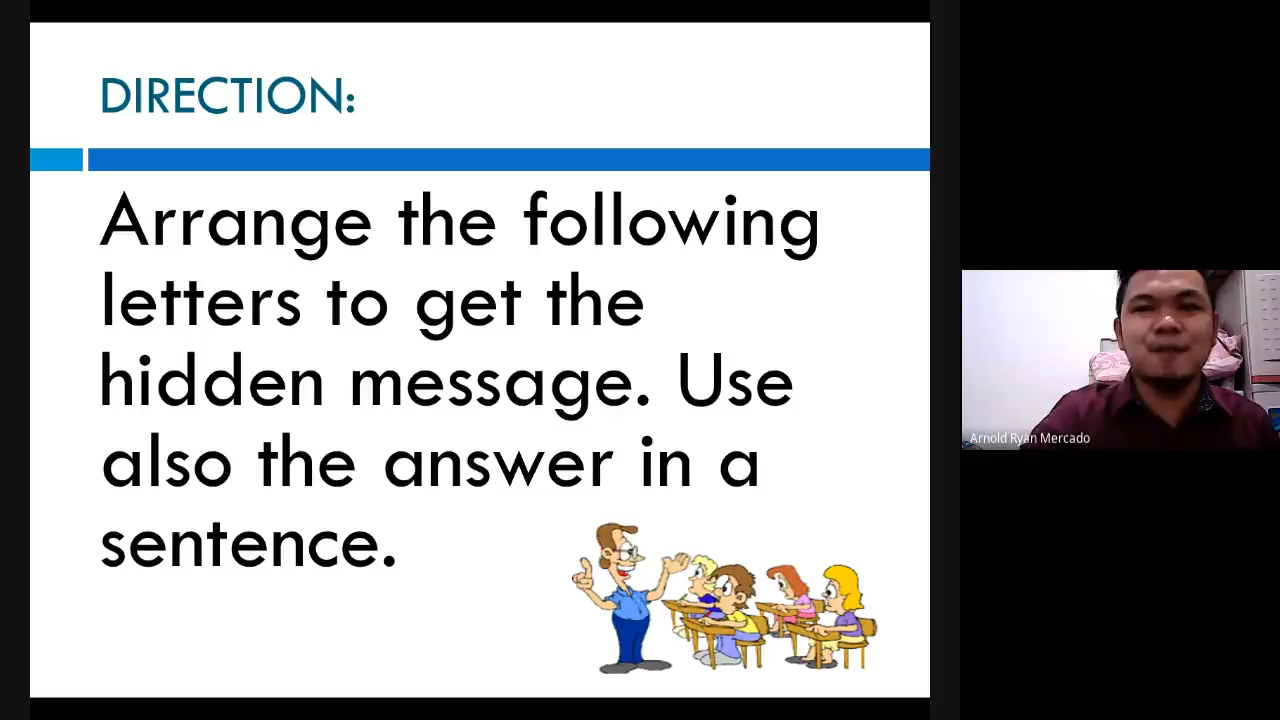 DIRECTION:
Arrange the following
letters to get the
hidden message. Use
also the answer in a
sentence.
Arnold Ryan Mercado